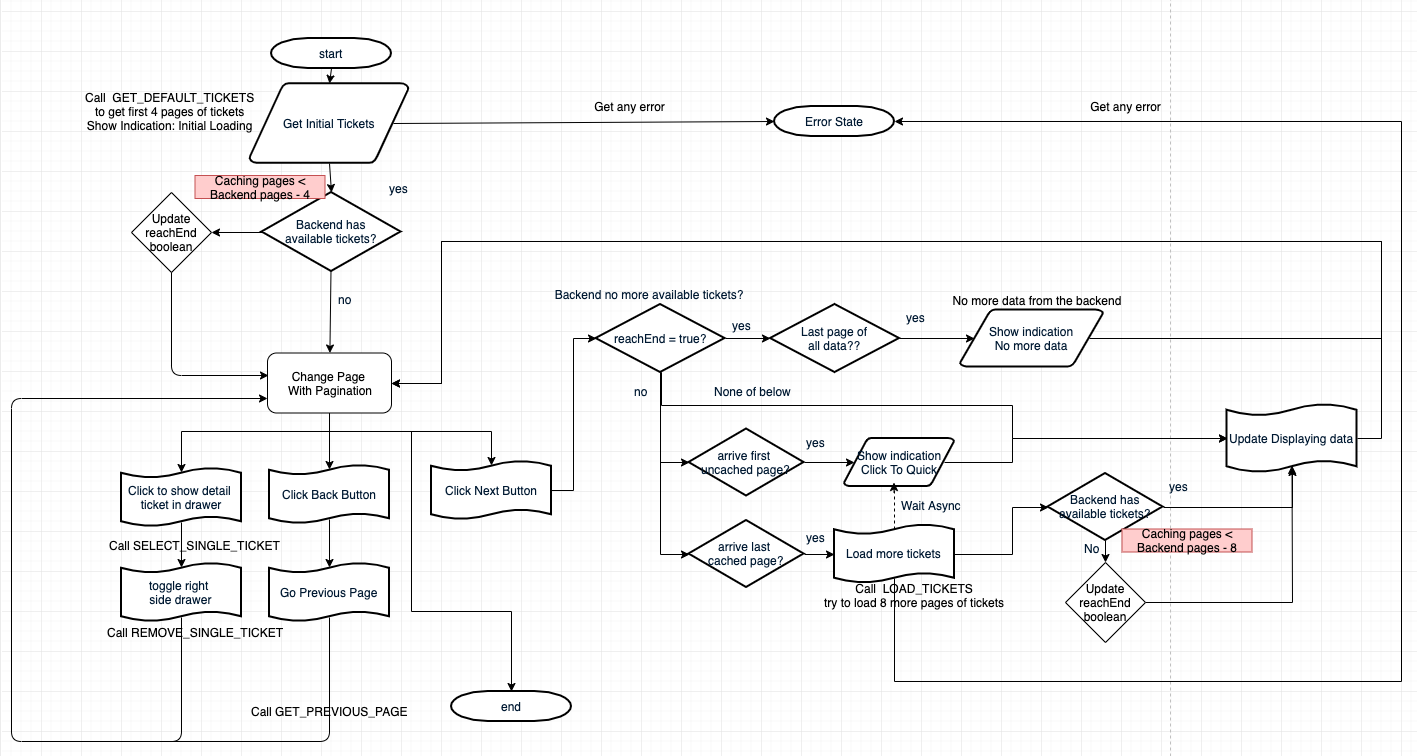 start
Call GET_DEFAULT_TICKETS
to get first 4 pages of tickets
Show Indication: Initial Loading
Get Initial Tickets
Get any error
Error State
Get any error
Caching pages <
Backend pages - 4
yes
Update
reachEnd
boolean
Backend has
available tickets?
no
Backend no more available tickets?
reachEnd = true?
yes
Last page of
all data??
yes
No more data from the backend
Show indication
No more data
Change Page
With Pagination
no
None of below
Update Displaying data
arrive first
uncached page?
yes
Show indication
Click To Quick
Click to show detail
ticket in drawer
Click Back Button
Click Next Button
Wait Async
Backend has
available tickets?
yes
Caching pages <
Backend pages - 8
No
Call SELECT_SINGLE_TICKET
arrive last
cached page?
yes
Load more tickets
Call LOAD_TICKETS
try to load 8 more pages of tickets
Update
reachEnd
boolean
toggle right
side drawer
Go Previous Page
Call REMOVE_SINGLE_TICKET
Call GET_PREVIOUS_PAGE
end